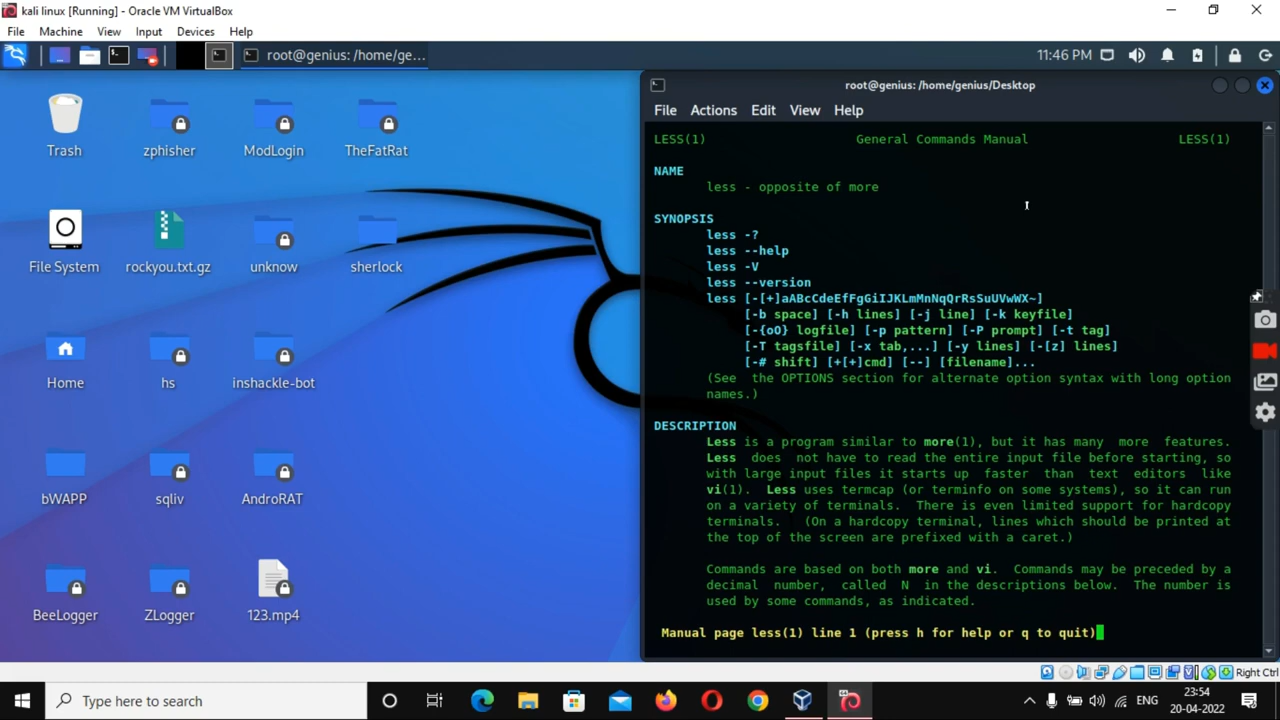 kali linux [Running] - Oracle VM VirtualBox
File Machine View Input Devices Help
root@genius: /home/ge...
11:46 PM
root@genius: /home/genius/Desktop
File Actions Edit View Help
Trash
zphisher
ModLogin
TheFatRat
File System
rockyou.txt.gz
unknow
sherlock
Home
hs
inshackle-bot
bWAPP
sqliv
AndroRAT
BeeLogger
ZLogger
123.mp4
LESS(1) General Commands Manual LESS(1)
NAME
less - opposite of more
SYNOPSIS
less -?
less --help
less -V
less --version
less [-[+]aABcCdeEfFgGiIJKLmMnNqQrRsSuUVwWX~]
[-b space] [-h lines] [-j line] [-k keyfile]
[-{oO} logfile] [-p pattern] [-P prompt] [-t tag]
[-T tagsfile] [-x tab,...] [-y lines] [-[z] lines]
[-# shift] [+[+]cmd] [--] [filename]...
(See the OPTIONS section for alternate option syntax with long option
names.)
DESCRIPTION
Less is a program similar to more(1), but it has many more features.
Less does not have to read the entire input file before starting, so
with large input files it starts up faster than text editors like
vi(1). Less uses termcap (or terminfo on some systems), so it can run
on a variety of terminals. There is even limited support for hardcopy
terminals. (On a hardcopy terminal, lines which should be printed at
the top of the screen are prefixed with a caret.)
Commands are based on both more and vi. Commands may be preceded by a
decimal number, called N in the descriptions below. The number is
used by some commands, as indicated.
Manual page less(1) line 1 (press h for help or q to quit)
Right Ctrl
Type here to search
ENG
23:54
20-04-2022